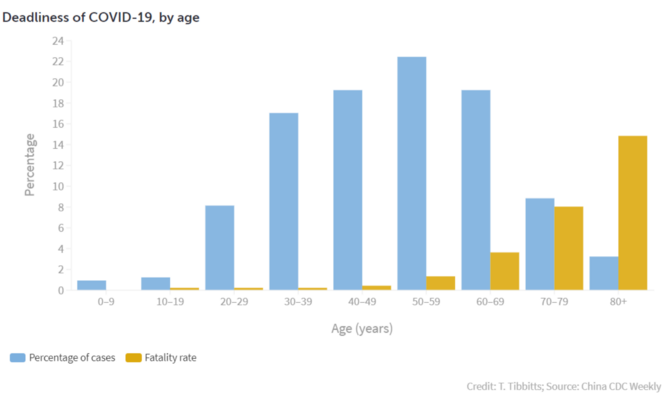 Deadliness of COVID-19, by age
24
22
20
18
16
14
12
10
8
6
4
2
0
Percentage
0–9 10–19 20–29 30–39 40–49 50–59 60–69 70–79 80+
Age (years)
Percentage of cases Fatality rate
Credit: T. Tibbitts; Source: China CDC Weekly